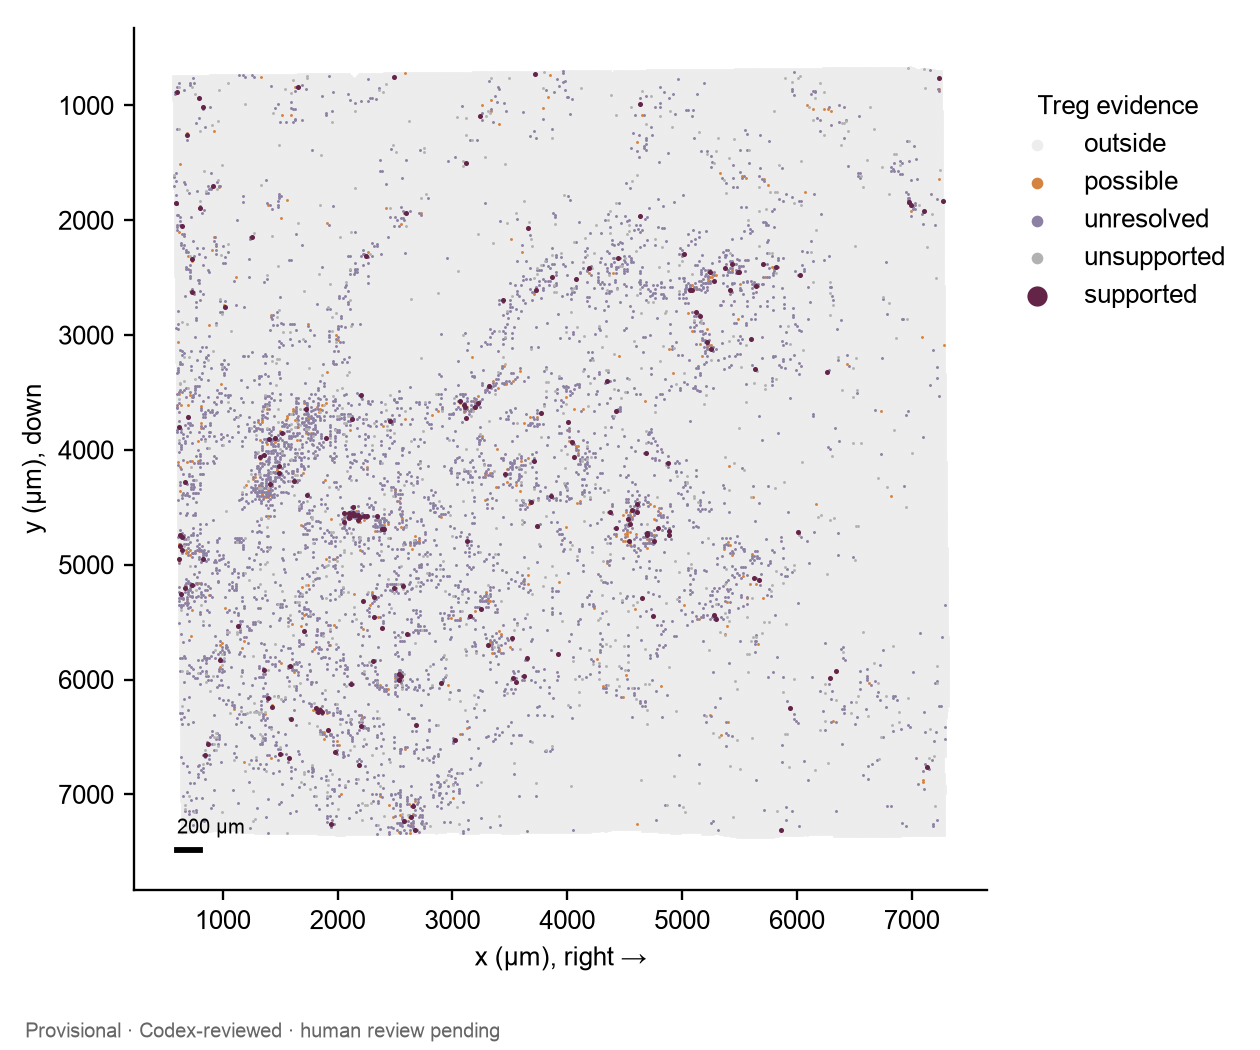 Treg evidence
outside
possible
unresolved
unsupported
supported
1000
2000
3000
4000
5000
6000
7000
y (µm), down
200 µm
1000 2000 3000 4000 5000 6000 7000
x (µm), right →
Provisional · Codex-reviewed · human review pending